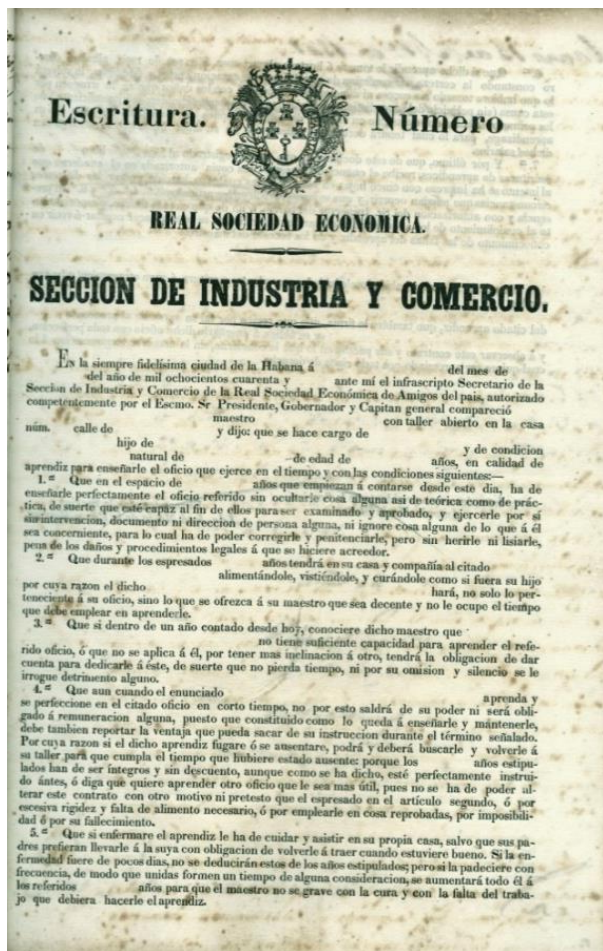 Escritura. Número
REAL SOCIEDAD ECONOMICA.
SECCION DE INDUSTRIA Y COMERCIO.
En la siempre fidelísima ciudad de la Habana á del mes de
del año de mil ochocientos cuarenta y ante mí el infrascripto Secretario de la
Seccion de Industria y Comercio de la Real Sociedad Económica de Amigos del pais, autorizado
competentemente por el Escmo. Sr Presidente, Gobernador y Capitan general compareció
maestro con taller abierto en la casa
núm. calle de y dijo: que se hace cargo de
hijo de y de condicion
natural de de edad de años, en calidad de
aprendiz para enseñarle el oficio que ejerce en el tiempo y con las condiciones siguientes:—
1.ª Que en el espacio de años que empiezan á contarse desde este dia, ha de
enseñarle perfectamente el oficio referido sin ocultarle cosa alguna asi de teórica como de prác-
tica, de suerte que esté capaz al fin de ellos para ser examinado y aprobado, y ejercerle por sí
sin intervencion, documento ni direccion de persona alguna, ni ignore cosa alguna de lo que á él
sea concerniente, para lo cual ha de poder corregirle y penitenciarle, pero sin herirle ni lisiarle,
pena de los daños y procedimientos legales á que se hiciere acreedor.
2.ª Que durante los espresados años tendrá en su casa y compañía al citado
alimentándole, vistiéndole, y curándole como si fuera su hijo
por cuya razon el dicho hará, no solo lo per-
teneciente á su oficio, sino lo que se ofrezca á su maestro que sea decente y no le ocupe el tiempo
que debe emplear en aprenderle.
3.ª Que si dentro de un año contado desde hoy, conociere dicho maestro que
no tiene suficiente capacidad para aprender el refe-
rido oficio, ó que no se aplica á él, por tener mas inclinacion á otro, tendrá la obligacion de dar
cuenta para dedicarle á éste, de suerte que no pierda tiempo, ni por su omision y silencio se le
irrogue detrimento alguno.
4.ª Que aun cuando el enunciado aprenda y
se perfeccione en el citado oficio en corto tiempo, no por esto saldrá de su poder ni será obli-
gado á remuneracion alguna, puesto que constituido como lo queda á enseñarle y mantenerle,
debe tambien reportar la ventaja que pueda sacar de su instruccion durante el término señalado.
Por cuya razon si el dicho aprendiz fugare ó se ausentare, podrá y deberá buscarle y volverle á
su taller para que cumpla el tiempo que hubiere estado ausente: porque los años estipu-
lados han de ser íntegros y sin descuento, aunque como se ha dicho, esté perfectamente instrui-
do ántes, ó diga que quiere aprender otro oficio que le sea mas útil, pues no se ha de poder al-
terar este contrato con otro motivo ni pretesto que el espresado en el artículo segundo, ó por
escesiva rigidez y falta de alimento necesario, ó por emplearle en cosa reprobadas, por imposibili-
dad ó por su fallecimiento.
5.ª Que si enfermare el aprendiz le ha de cuidar y asistir en su propia casa, salvo que sus pa-
dres prefieran llevarle á la suya con obligacion de volverle á traer cuando estuviere bueno. Si la en-
fermedad fuere de pocos dias, no se deducirán estos de los años estipulados; pero si la padeciere con
frecuencia, de modo que unidas formen un tiempo de alguna consideracion, se aumentará todo él á
los referidos años para que el maestro no se grave con la cura y con la falta del traba-
jo que debiera hacerle el aprendiz.